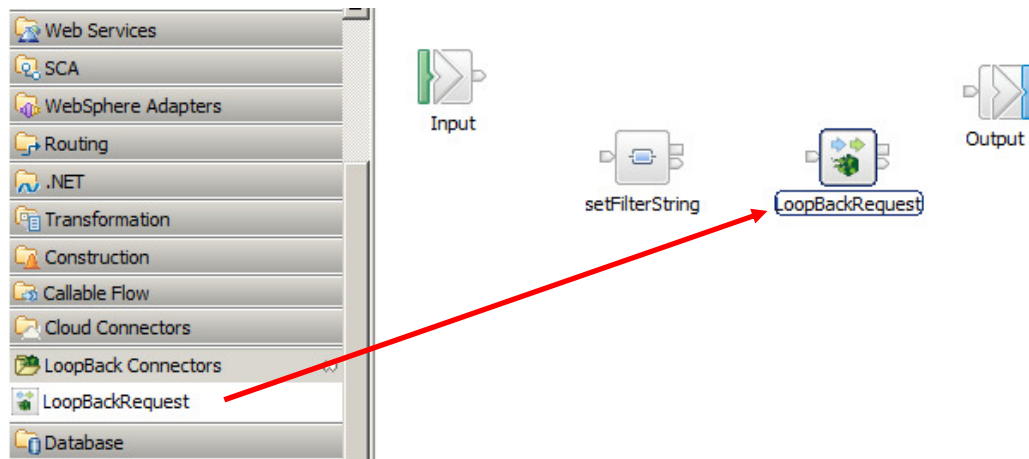 Web Services
SCA
WebSphere Adapters
Routing
.NET
Transformation
Construction
Callable Flow
Cloud Connectors
LoopBack Connectors
LoopBackRequest
Database
Input
setFilterString
LoopBackRequest
Output